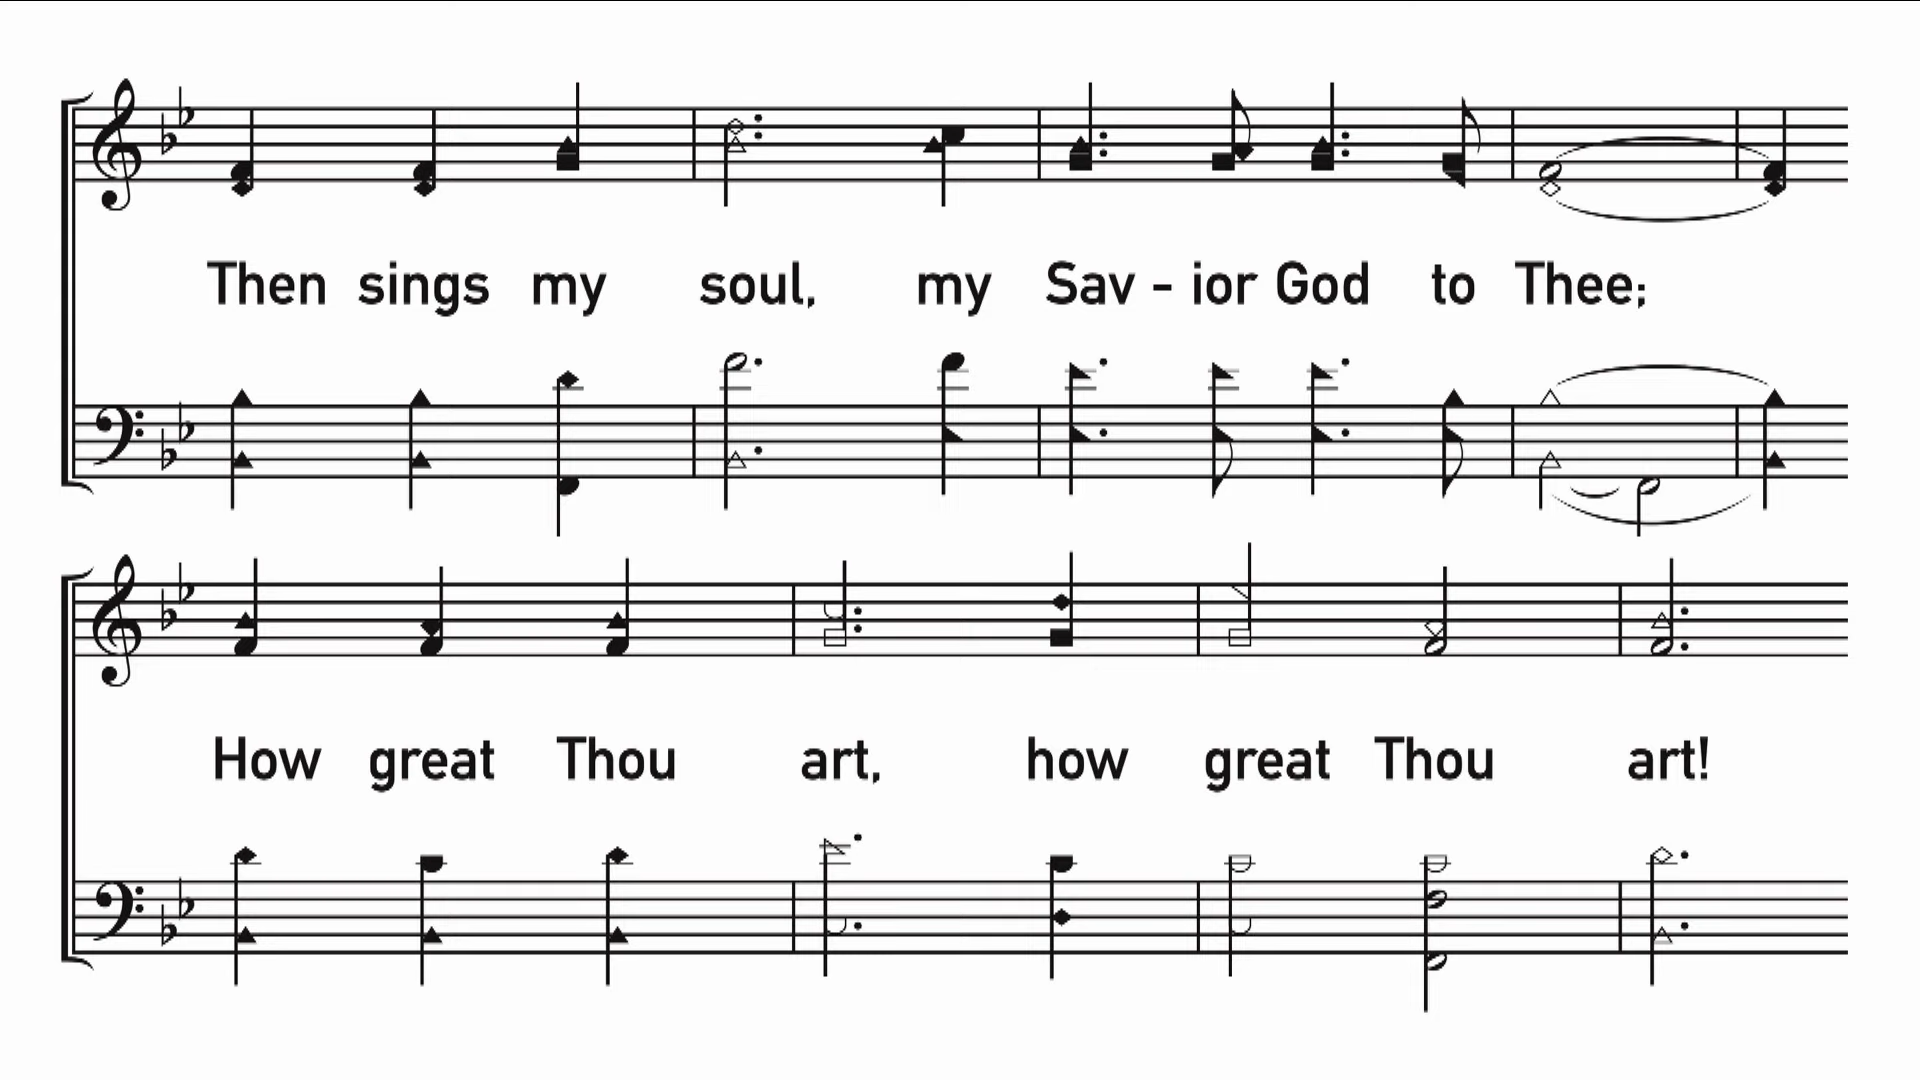 Then sings my soul, my Sav - ior God to Thee;
How great Thou art, how great Thou art!